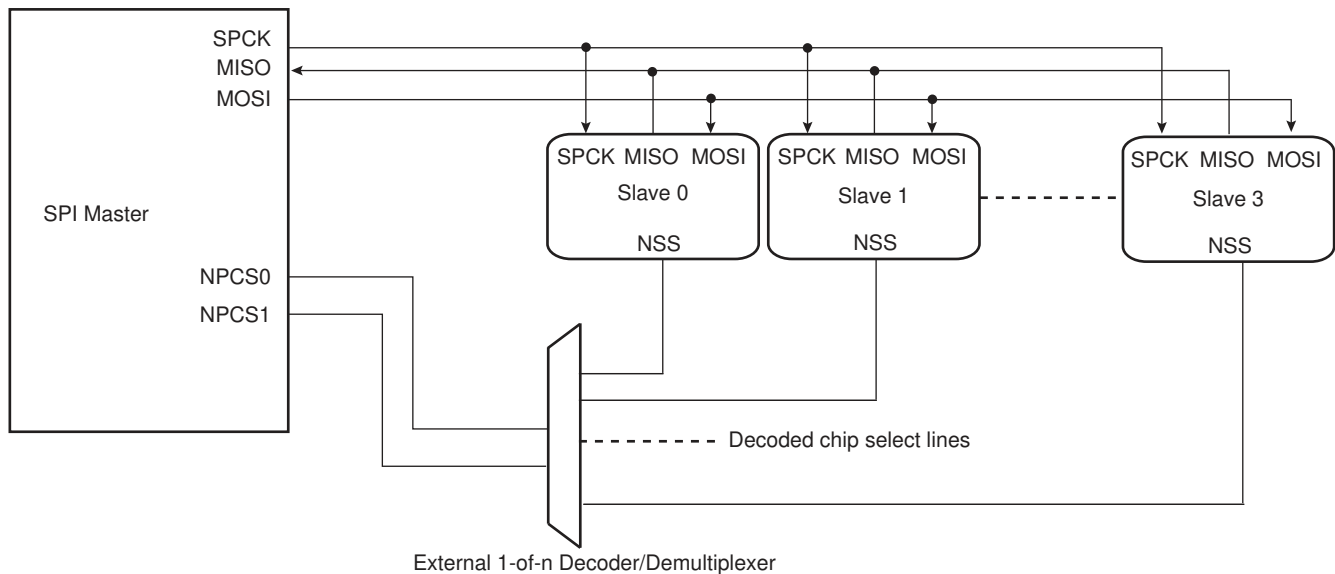 SPCK
MISO
MOSI
SPI Master
NPCS0
NPCS1
SPCK MISO MOSI
Slave 0
NSS
SPCK MISO MOSI
Slave 1
NSS
SPCK MISO MOSI
Slave 3
NSS
Decoded chip select lines
External 1-of-n Decoder/Demultiplexer